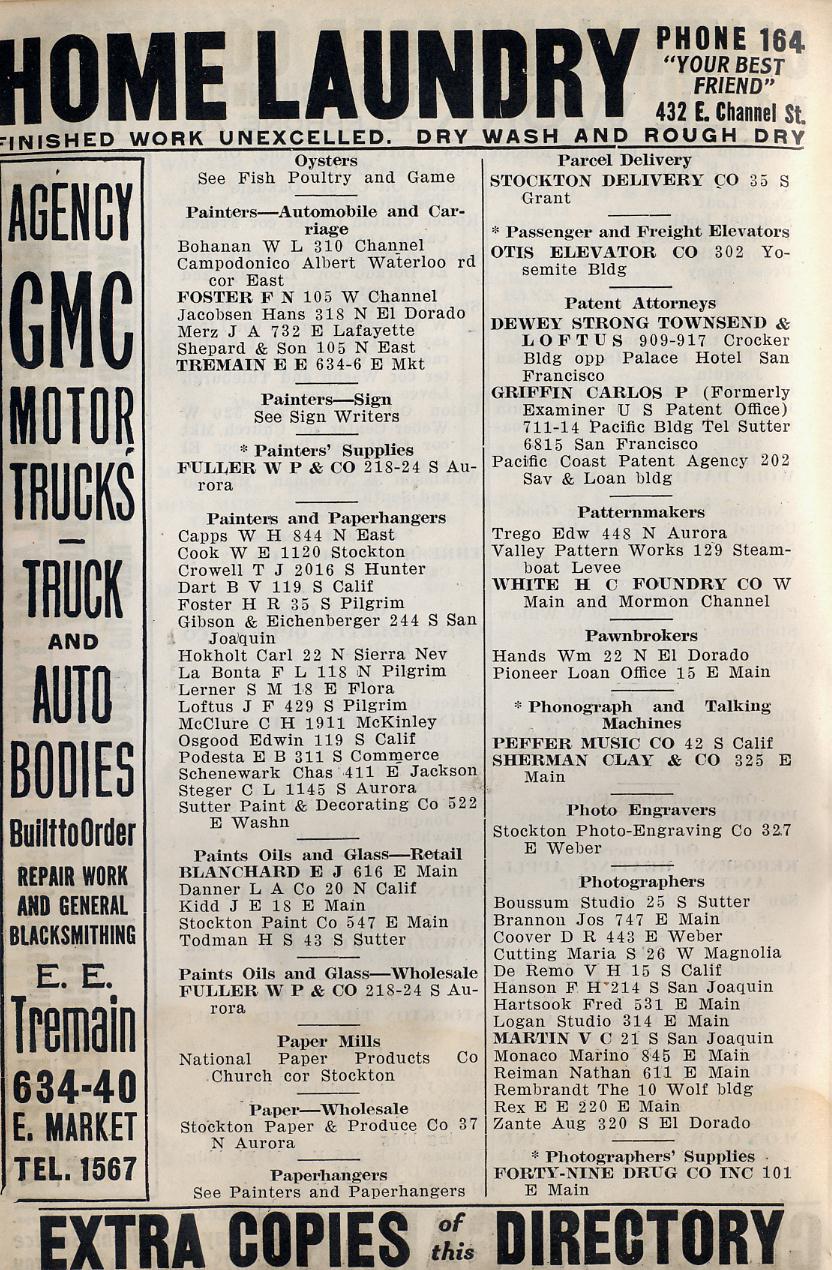 HOME LAUNDRY
PHONE 164
"YOUR BEST
FRIEND"
432 E. Channel St.
FINISHED WORK UNEXCELLED. DRY WASH AND ROUGH DRY
AGENCY
GMC
MOTOR
TRUCKS
—
TRUCK
AND
AUTO
BODIES
Built to Order
REPAIR WORK
AND GENERAL
BLACKSMITHING
E. E.
Tremain
634-40
E. MARKET
TEL. 1567
Oysters
See Fish Poultry and Game
Painters—Automobile and Car-
riage
Bohanan W L 310 Channel
Campodonico Albert Waterloo rd
cor East
FOSTER F N 105 W Channel
Jacobsen Hans 318 N El Dorado
Merz J A 732 E Lafayette
Shepard & Son 105 N East
TREMAIN E E 634-6 E Mkt
Painters—Sign
See Sign Writers
* Painters' Supplies
FULLER W P & CO 218-24 S Au-
rora
Painters and Paperhangers
Capps W H 844 N East
Cook W E 1120 Stockton
Crowell T J 2016 S Hunter
Dart B V 119 S Calif
Foster H R 35 S Pilgrim
Gibson & Eichenberger 244 S San
Joaquin
Hokholt Carl 22 N Sierra Nev
La Bonta F L 118 N Pilgrim
Lerner S M 18 E Flora
Loftus J F 429 S Pilgrim
McClure C H 1911 McKinley
Osgood Edwin 119 S Calif
Podesta E B 311 S Commerce
Schenewark Chas 411 E Jackson
Steger C L 1145 S Aurora
Sutter Paint & Decorating Co 522
E Washn
Paints Oils and Glass—Retail
BLANCHARD E J 616 E Main
Danner L A Co 20 N Calif
Kidd J E 18 E Main
Stockton Paint Co 547 E Main
Todman H S 43 S Sutter
Paints Oils and Glass—Wholesale
FULLER W P & CO 218-24 S Au-
rora
Paper Mills
National Paper Products Co
Church cor Stockton
Paper—Wholesale
Stockton Paper & Produce Co 37
N Aurora
Paperhangers
See Painters and Paperhangers
Parcel Delivery
STOCKTON DELIVERY CO 35 S
Grant
* Passenger and Freight Elevators
OTIS ELEVATOR CO 302 Yo-
semite Bldg
Patent Attorneys
DEWEY STRONG TOWNSEND &
LOFTUS 909-917 Crocker
Bldg opp Palace Hotel San
Francisco
GRIFFIN CARLOS P (Formerly
Examiner U S Patent Office)
711-14 Pacific Bldg Tel Sutter
6815 San Francisco
Pacific Coast Patent Agency 202
Sav & Loan bldg
Patternmakers
Trego Edw 448 N Aurora
Valley Pattern Works 129 Steam-
boat Levee
WHITE H C FOUNDRY CO W
Main and Mormon Channel
Pawnbrokers
Hands Wm 22 N El Dorado
Pioneer Loan Office 15 E Main
* Phonograph and Talking
Machines
PEFFER MUSIC CO 42 S Calif
SHERMAN CLAY & CO 325 E
Main
Photo Engravers
Stockton Photo-Engraving Co 327
E Weber
Photographers
Boussum Studio 25 S Sutter
Brannon Jos 747 E Main
Coover D R 443 E Weber
Cutting Maria S 26 W Magnolia
De Remo V H 15 S Calif
Hanson F H 214 S San Joaquin
Hartsook Fred 531 E Main
Logan Studio 314 E Main
MARTIN V C 21 S San Joaquin
Monaco Marino 845 E Main
Reiman Nathan 611 E Main
Rembrandt The 10 Wolf bldg
Rex E E 220 E Main
Zante Aug 320 S El Dorado
* Photographers' Supplies
FORTY-NINE DRUG CO INC 101
E Main
EXTRA COPIES of this DIRECTORY